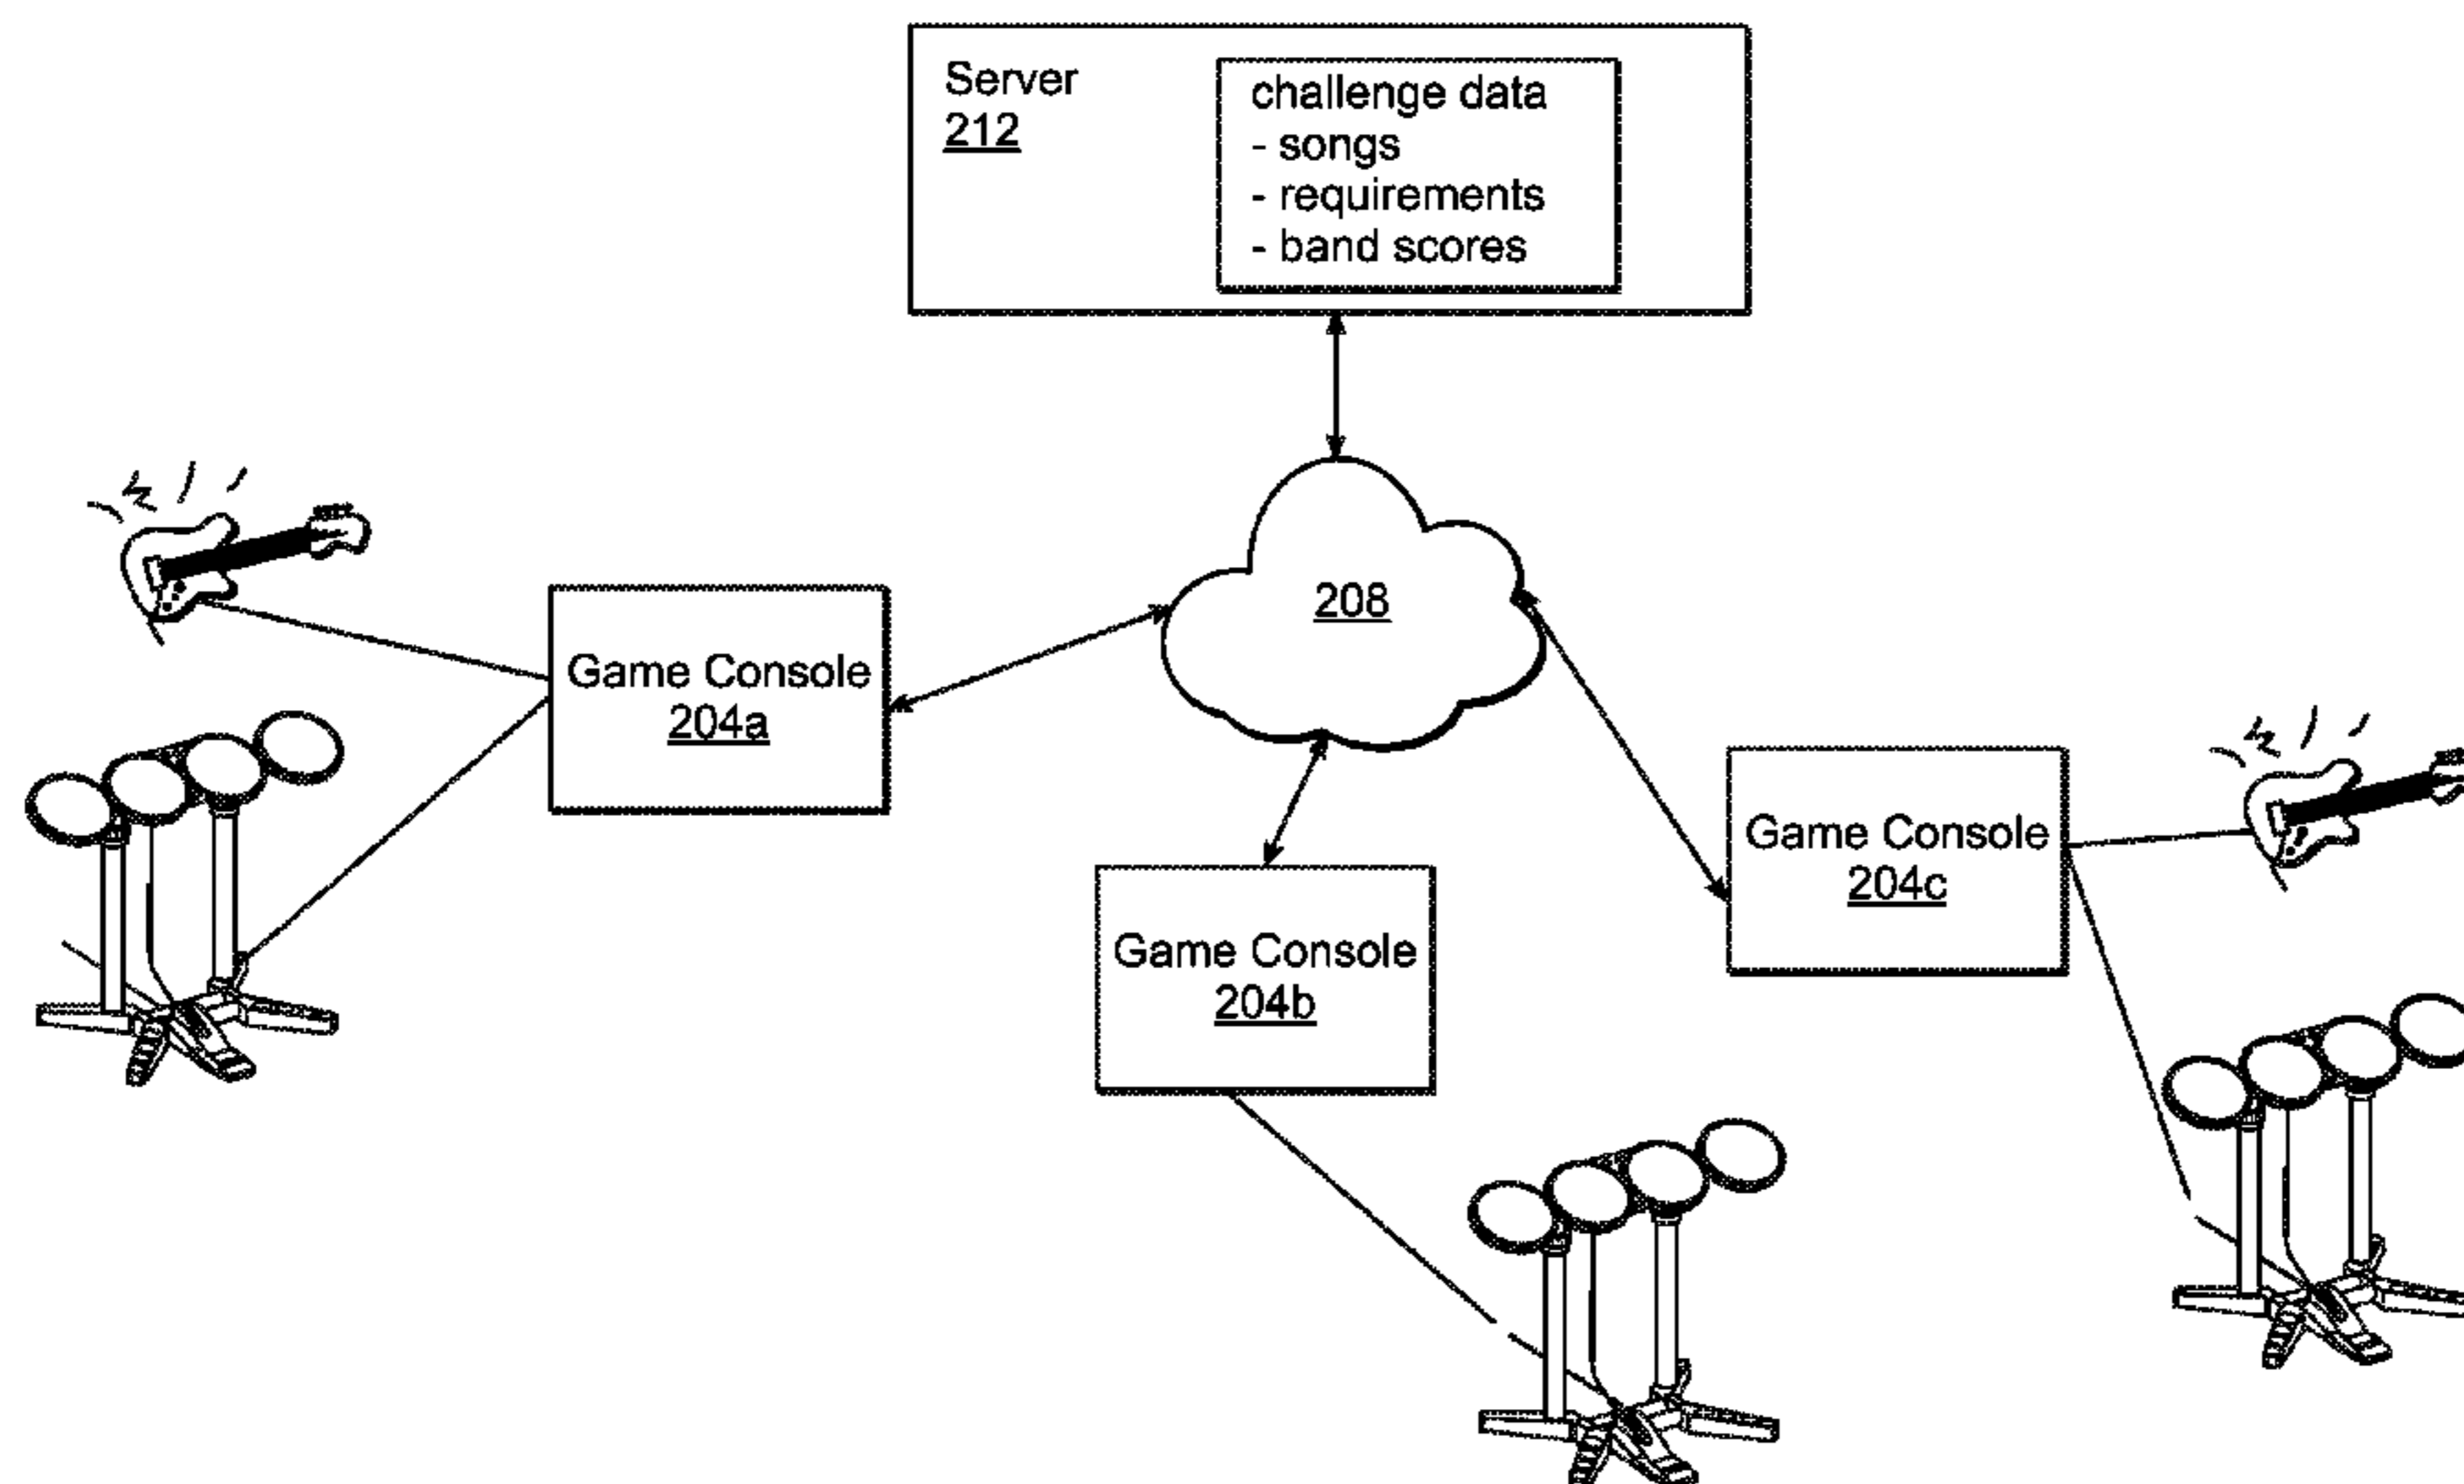 Server
212
challenge data
- songs
- requirements
- band scores
208
Game Console
204a
Game Console
204b
Game Console
204c